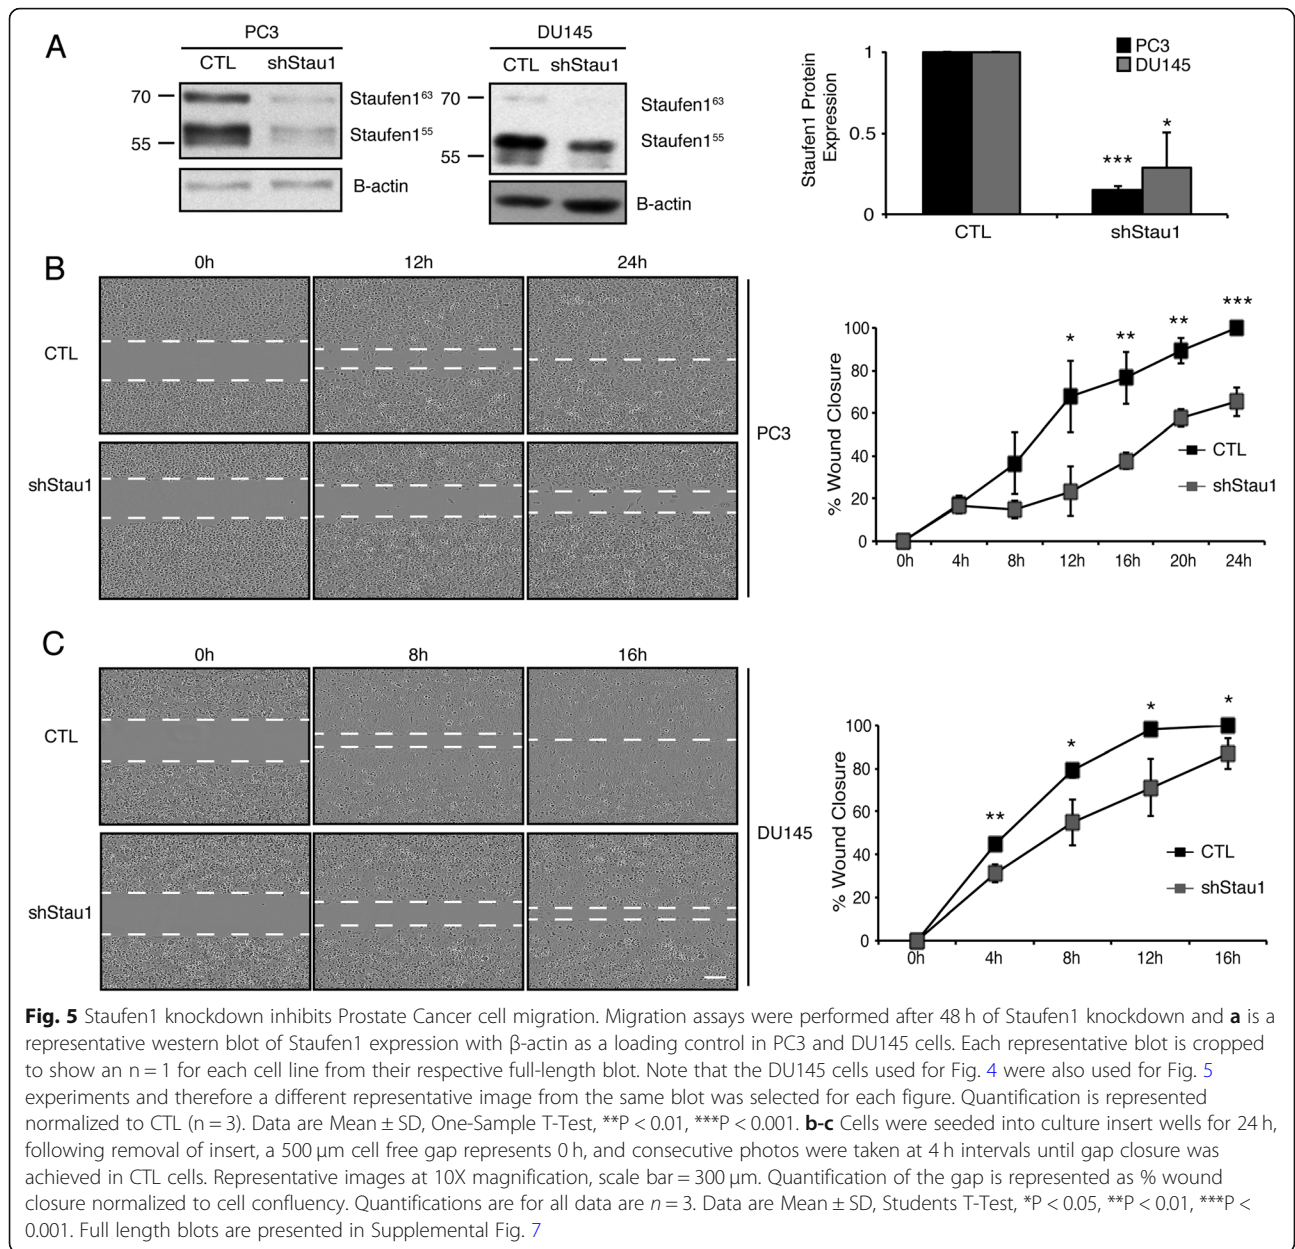 A
PC3
CTL shStau1
70
55
Staufen1⁶³
Staufen1⁵⁵
B-actin
DU145
CTL shStau1
70
55
Staufen1⁶³
Staufen1⁵⁵
B-actin
Staufen1 Protein
Expression
1
0.5
0
PC3
DU145
***
*
CTL
shStau1
B
0h
12h
24h
CTL
shStau1
PC3
% Wound Closure
100
80
60
40
20
0
*
**
**
***
CTL
shStau1
0h 4h 8h 12h 16h 20h 24h
C
0h
8h
16h
CTL
shStau1
DU145
% Wound Closure
100
80
60
40
20
0
**
*
*
*
CTL
shStau1
0h 4h 8h 12h 16h
Fig. 5 Staufen1 knockdown inhibits Prostate Cancer cell migration. Migration assays were performed after 48 h of Staufen1 knockdown and a is a
representative western blot of Staufen1 expression with β-actin as a loading control in PC3 and DU145 cells. Each representative blot is cropped
to show an n = 1 for each cell line from their respective full-length blot. Note that the DU145 cells used for Fig. 4 were also used for Fig. 5
experiments and therefore a different representative image from the same blot was selected for each figure. Quantification is represented
normalized to CTL (n = 3). Data are Mean ± SD, One-Sample T-Test, **P < 0.01, ***P < 0.001. b-c Cells were seeded into culture insert wells for 24 h,
following removal of insert, a 500 μm cell free gap represents 0 h, and consecutive photos were taken at 4 h intervals until gap closure was
achieved in CTL cells. Representative images at 10X magnification, scale bar = 300 μm. Quantification of the gap is represented as % wound
closure normalized to cell confluency. Quantifications are for all data are n = 3. Data are Mean ± SD, Students T-Test, *P < 0.05, **P < 0.01, ***P <
0.001. Full length blots are presented in Supplemental Fig. 7